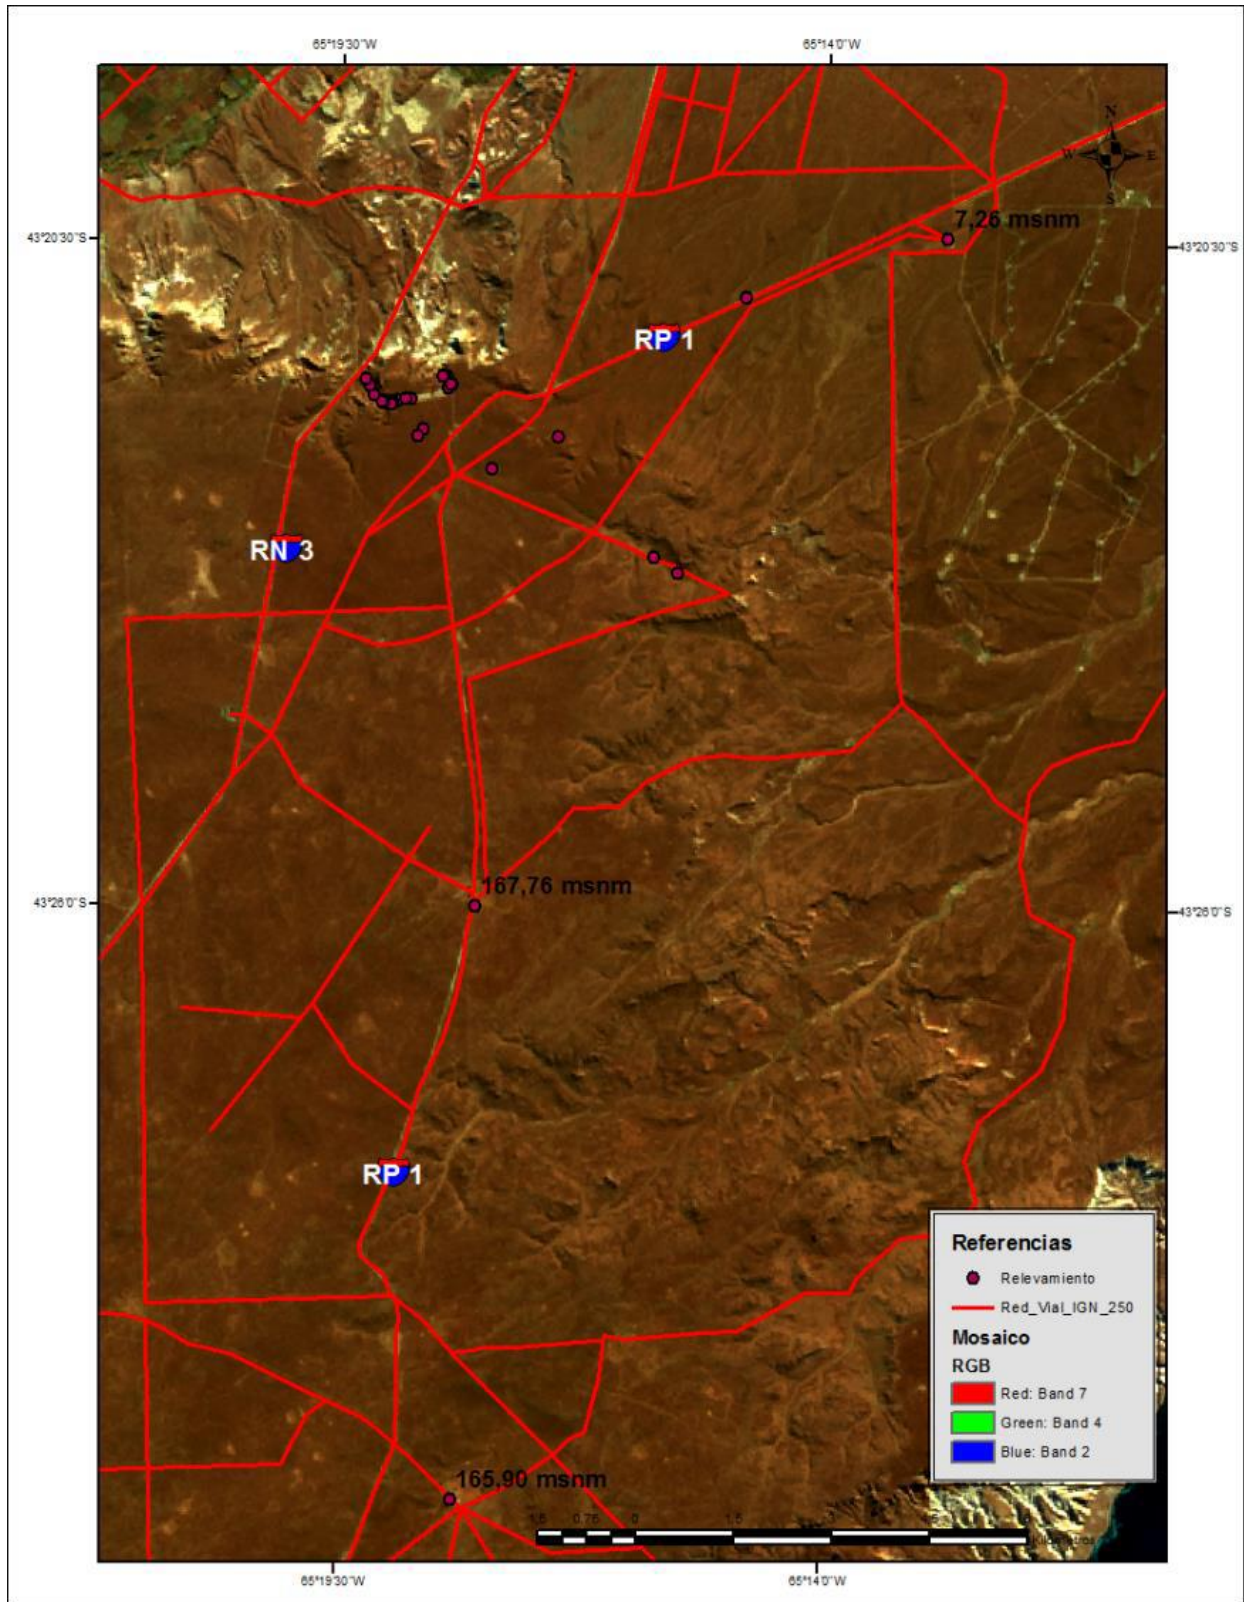 65°19'30"W
65°14'0"W
N
W
E
S
43°20'30"S
7,26 msnm
43°20'30"S
RP 1
RN 3
167,76 msnm
43°26'0"S
43°26'0"S
RP 1
Referencias
Relevamiento
Red_Vial_IGN_250
Mosaico
RGB
Red: Band 7
Green: Band 4
Blue: Band 2
165,90 msnm
1,5 0,75 0 1,5
65°19'30"W
65°14'0"W